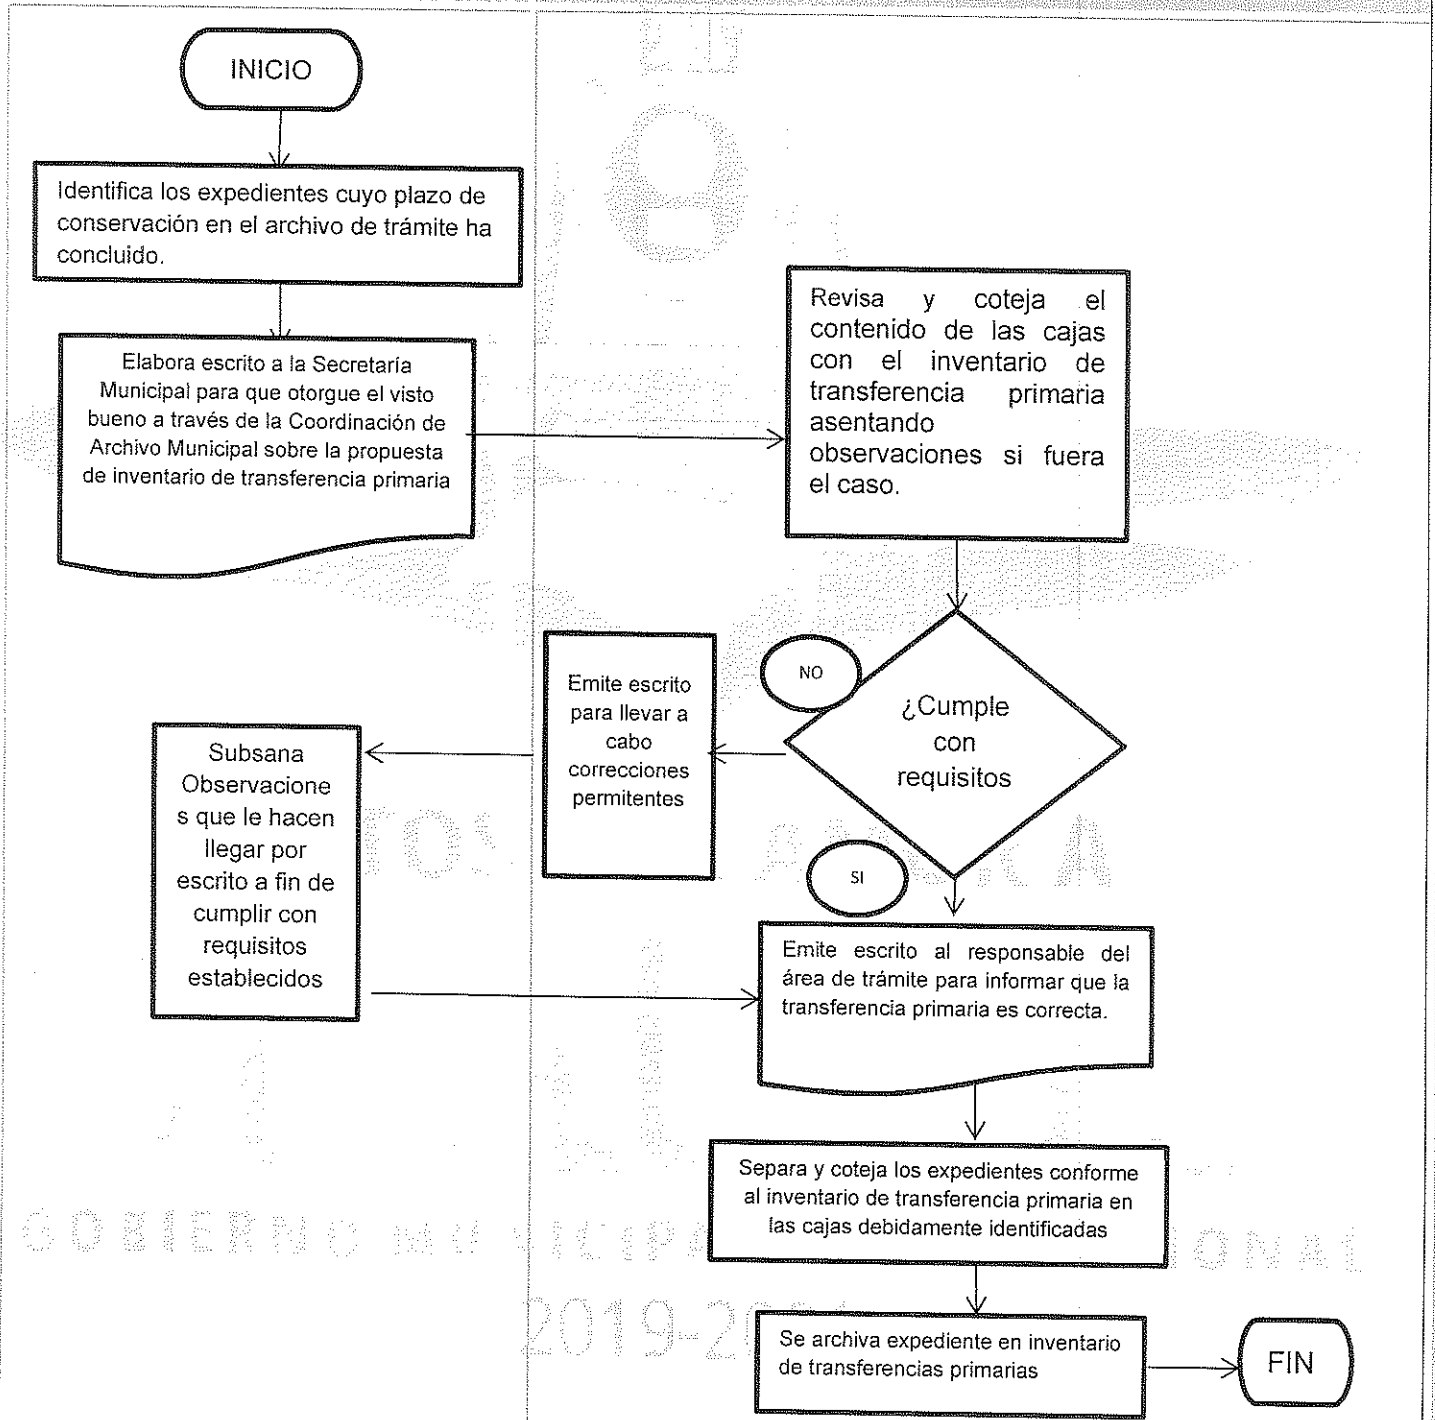 INICIO
Identifica los expedientes cuyo plazo de
conservación en el archivo de trámite ha
concluido.
Elabora escrito a la Secretaría
Municipal para que otorgue el visto
bueno a través de la Coordinación de
Archivo Municipal sobre la propuesta
de inventario de transferencia primaria
Revisa y coteja el
contenido de las cajas
con el inventario de
transferencia primaria
asentando
observaciones si fuera
el caso.
¿Cumple
con
requisitos
NO
Emite escrito
para llevar a
cabo
correcciones
permitentes
Subsana
Observacione
s que le hacen
llegar por
escrito a fin de
cumplir con
requisitos
establecidos
SI
Emite escrito al responsable del
área de trámite para informar que la
transferencia primaria es correcta.
Separa y coteja los expedientes conforme
al inventario de transferencia primaria en
las cajas debidamente identificadas
Se archiva expediente en inventario
de transferencias primarias
FIN
GOBIERNO